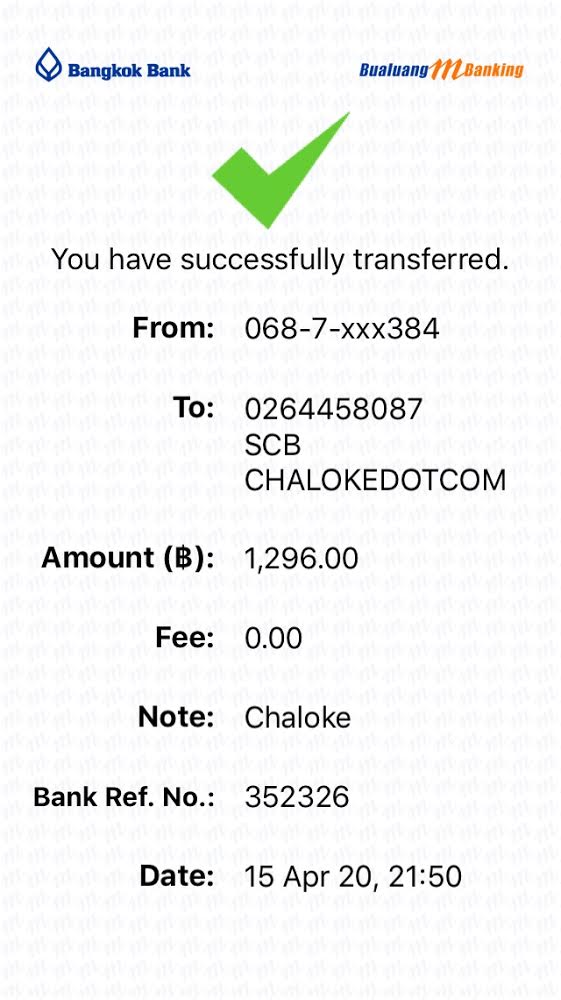 Bangkok Bank
Bualuang mBanking
You have successfully transferred.
From: 068-7-xxx384
To: 0264458087
SCB
CHALOKEDOTCOM
Amount (฿): 1,296.00
Fee: 0.00
Note: Chaloke
Bank Ref. No.: 352326
Date: 15 Apr 20, 21:50